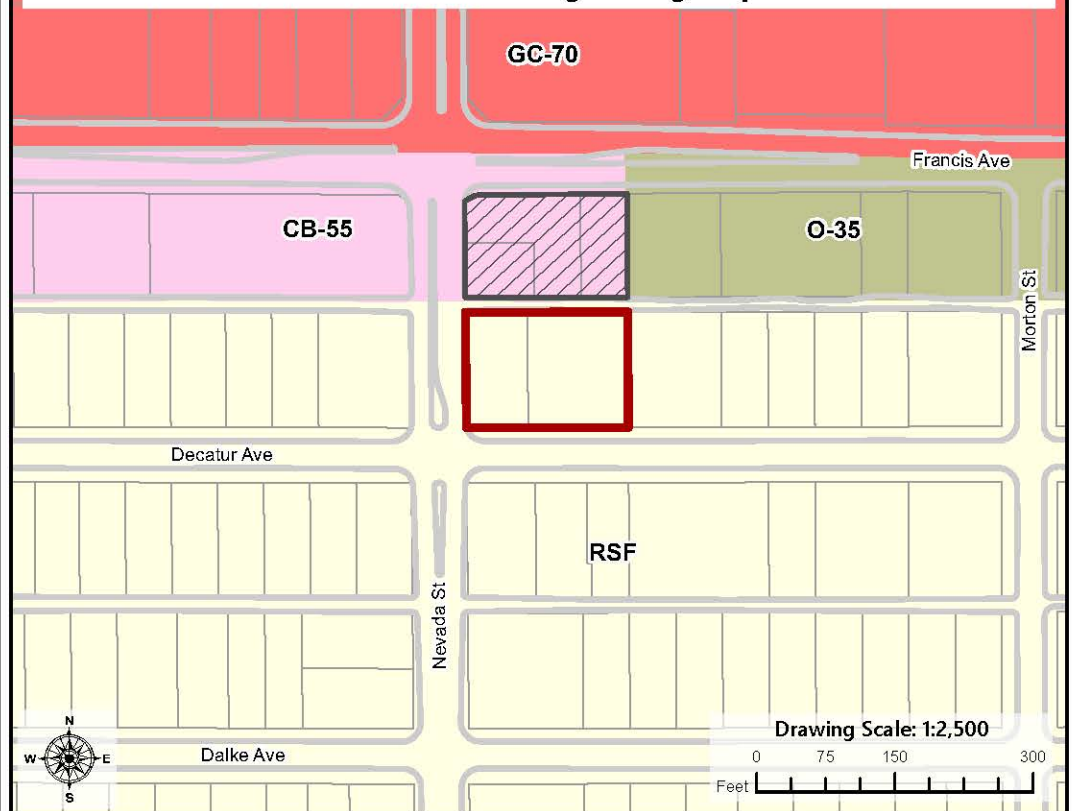 GC-70
Francis Ave
CB-55
O-35
Morton St
Decatur Ave
RSF
Nevada St
Dalke Ave
N
W
E
S
Drawing Scale: 1:2,500
0 75 150 300
Feet